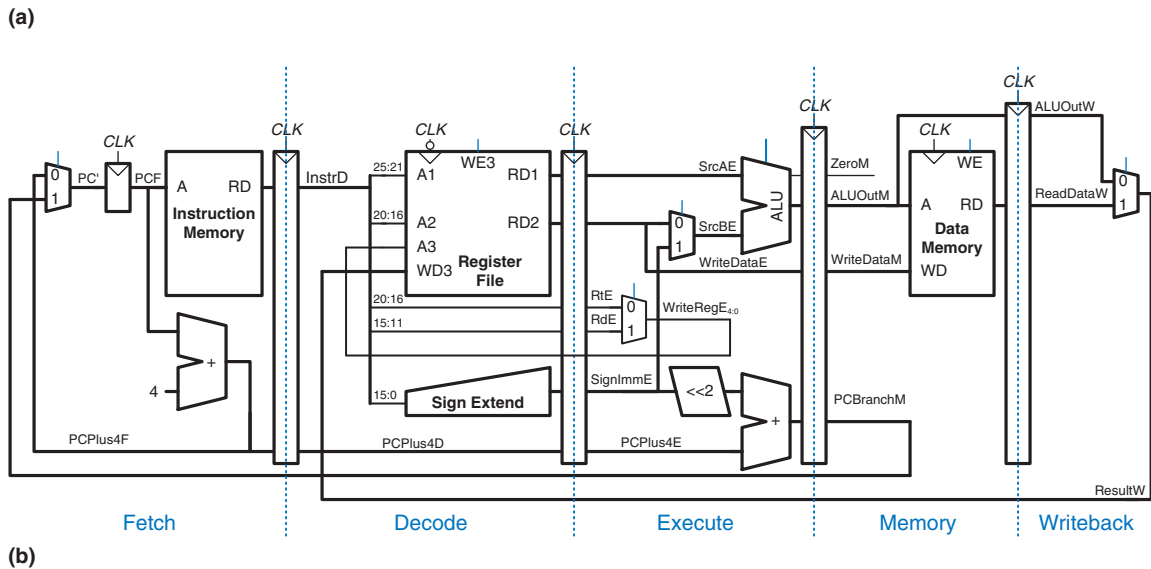 (a)
CLK
CLK
CLK
CLK
CLK
CLK
CLK
ALUOutW
0
1
PC'
PCF
A RD
Instruction
Memory
InstrD
25:21
20:16
A1
A2
A3
WD3
WE3
RD1
RD2
Register
File
SrcAE
0
1
SrcBE
ALU
ZeroM
ALUOutM
WriteDataE
WriteDataM
A RD
WE
Data
Memory
WD
ReadDataW
0
1
20:16
15:11
RtE
RdE
0
1
WriteRegE4:0
4
+
15:0
Sign Extend
SignImmE
<<2
+
PCBranchM
PCPlus4F
PCPlus4D
PCPlus4E
ResultW
Fetch
Decode
Execute
Memory
Writeback
(b)